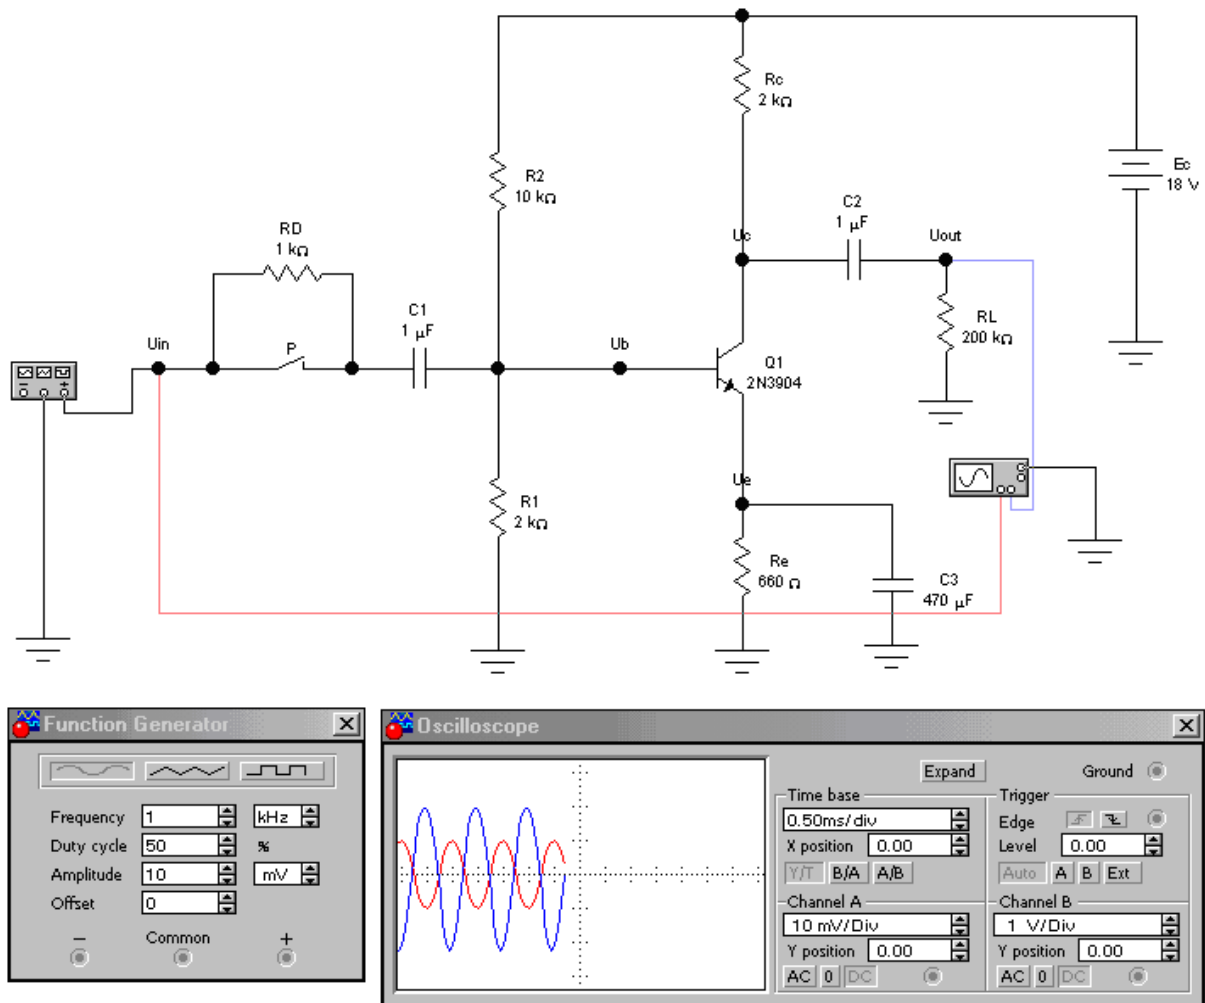 Rc
2 kΩ
R2
10 kΩ
Ec
18 V
C2
1 μF
RD
1 kΩ
Uc
Uout
C1
1 μF
RL
200 kΩ
Uin
P
Ub
Q1
2N3904
Ue
R1
2 kΩ
Re
660 Ω
C3
470 μF
Function Generator
Frequency 1 kHz
Duty cycle 50 %
Amplitude 10 mV
Offset 0
− Common +
Oscilloscope
Expand Ground
Time base
0.50ms/div
X position 0.00
Y/T B/A A/B
Trigger
Edge
Level 0.00
Auto A B Ext
Channel A
10 mV/Div
Y position 0.00
AC 0 DC
Channel B
1 V/Div
Y position 0.00
AC 0 DC